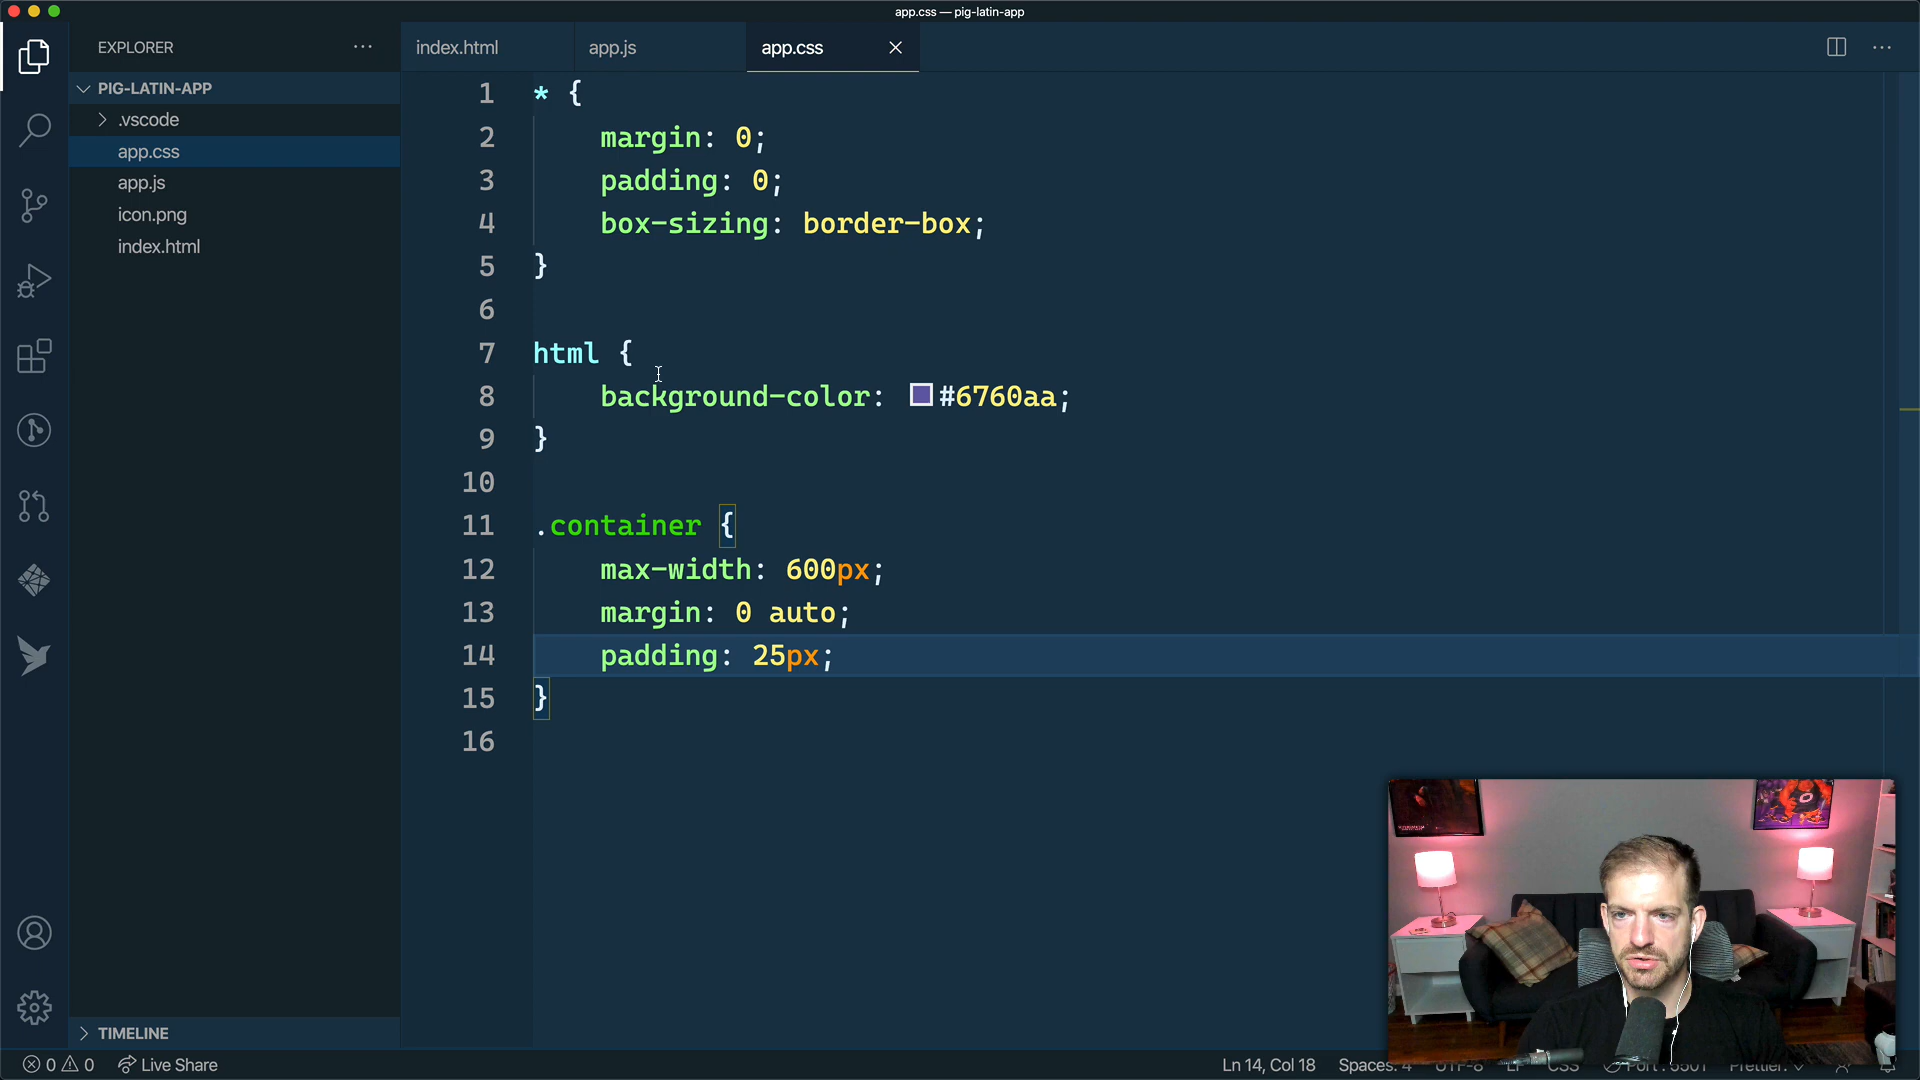 app.css — pig-latin-app
EXPLORER
index.html
app.js
app.css
PIG-LATIN-APP
.vscode
app.css
app.js
icon.png
index.html
TIMELINE
1 * {
2 margin: 0;
3 padding: 0;
4 box-sizing: border-box;
5 }
6
7 html {
8 background-color: #6760aa;
9 }
10
11 .container {
12 max-width: 600px;
13 margin: 0 auto;
14 padding: 25px;
15 }
16
0 0 Live Share
Ln 14, Col 18 Spaces: 4 UTF-8 LF CSS Port : 5501 Prettier: